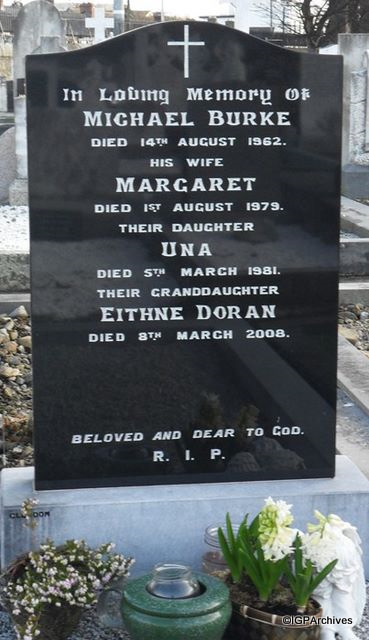 In Loving Memory Of
MICHAEL BURKE
DIED 14TH AUGUST 1962.
HIS WIFE
MARGARET
DIED 1ST AUGUST 1979.
THEIR DAUGHTER
UNA
DIED 5TH MARCH 1981.
THEIR GRANDDAUGHTER
EITHNE DORAN
DIED 8TH MARCH 2008.
BELOVED AND DEAR TO GOD.
R. I. P.
©IGPArchives